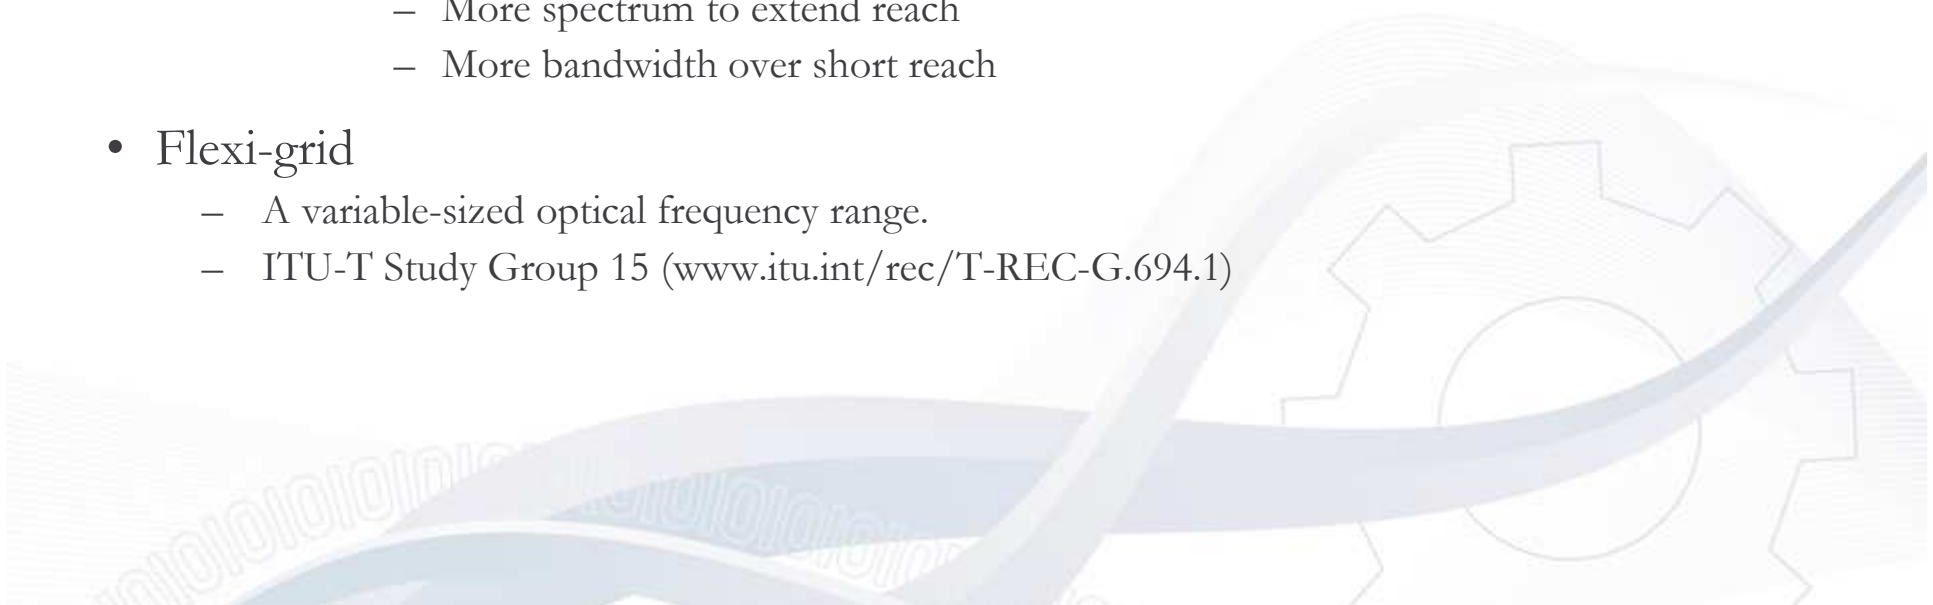 – More spectrum to extend reach
– More bandwidth over short reach
• Flexi-grid
– A variable-sized optical frequency range.
– ITU-T Study Group 15 (www.itu.int/rec/T-REC-G.694.1)